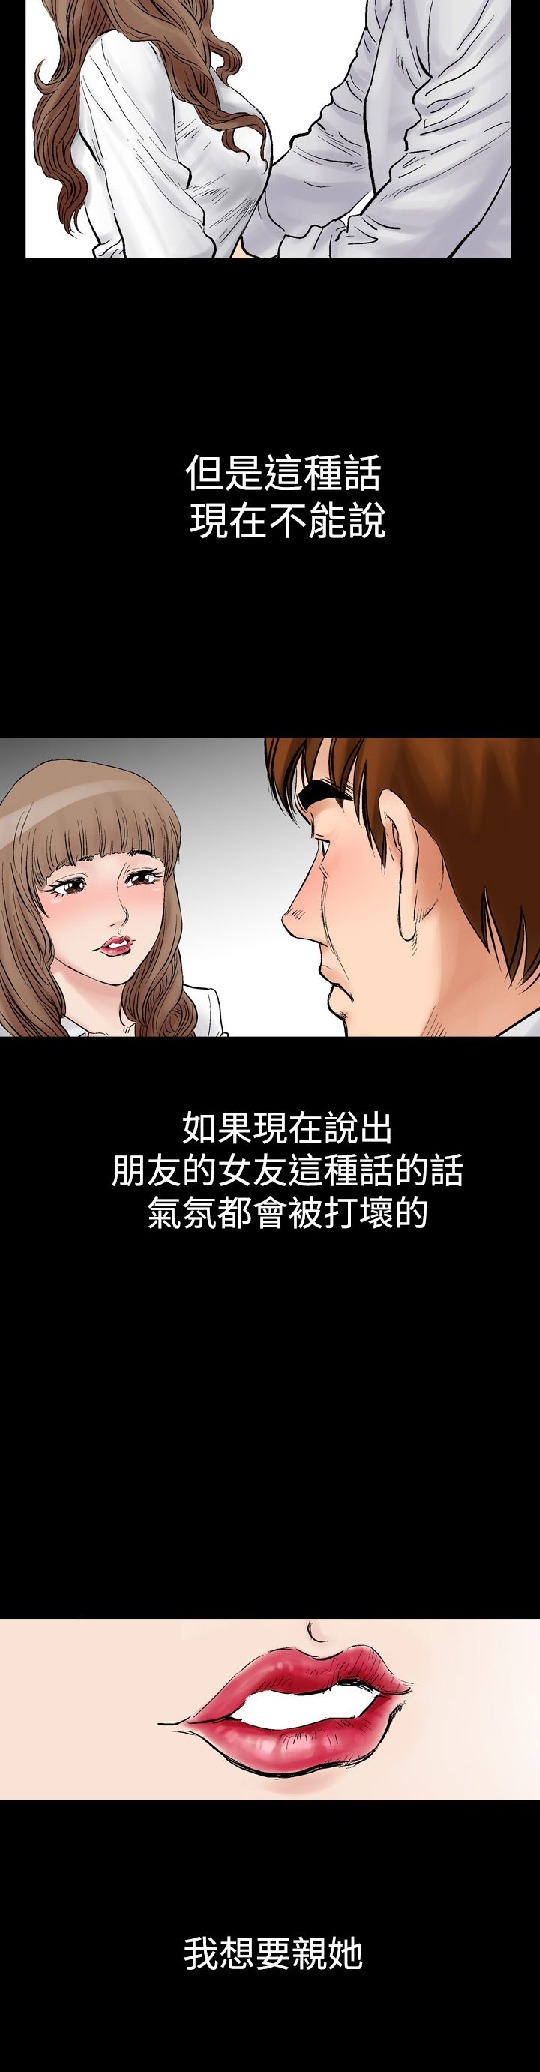 但是這種話
現在不能說
如果現在說出
朋友的女友這種話的話
氣氛都會被打壞的
我想要親她